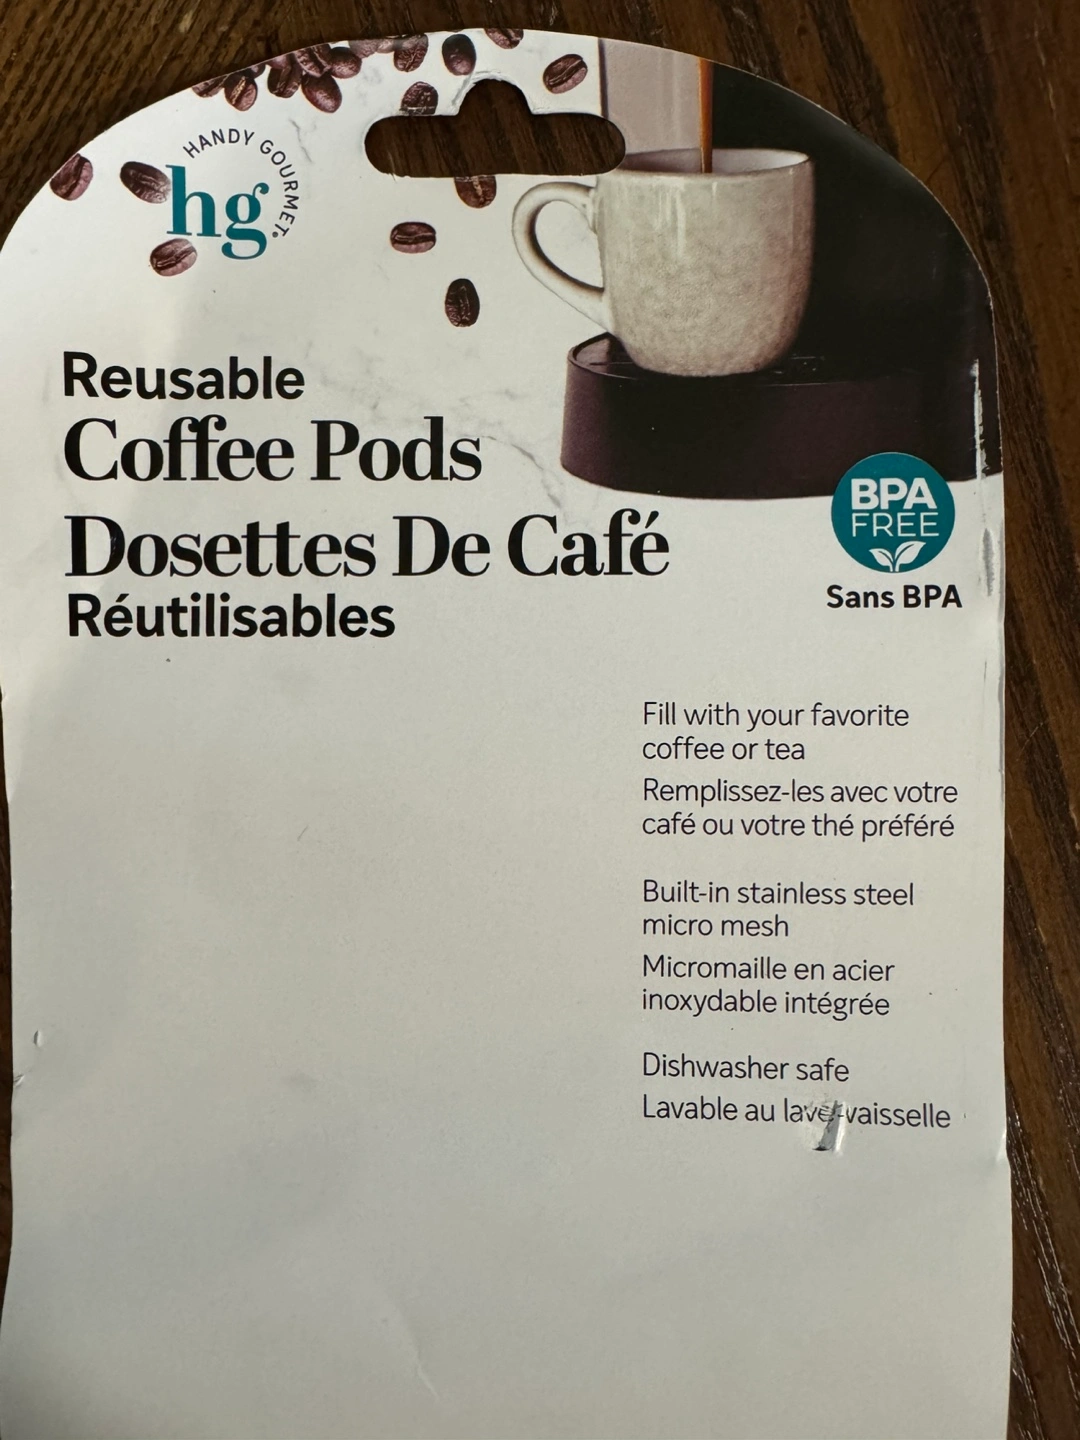 HANDY GOURMET®
hg
Reusable
Coffee Pods
Dosettes De Café
Réutilisables
BPA
FREE
Sans BPA
Fill with your favorite
coffee or tea
Remplissez-les avec votre
café ou votre thé préféré
Built-in stainless steel
micro mesh
Micromaille en acier
inoxydable intégrée
Dishwasher safe
Lavable au lave-vaisselle